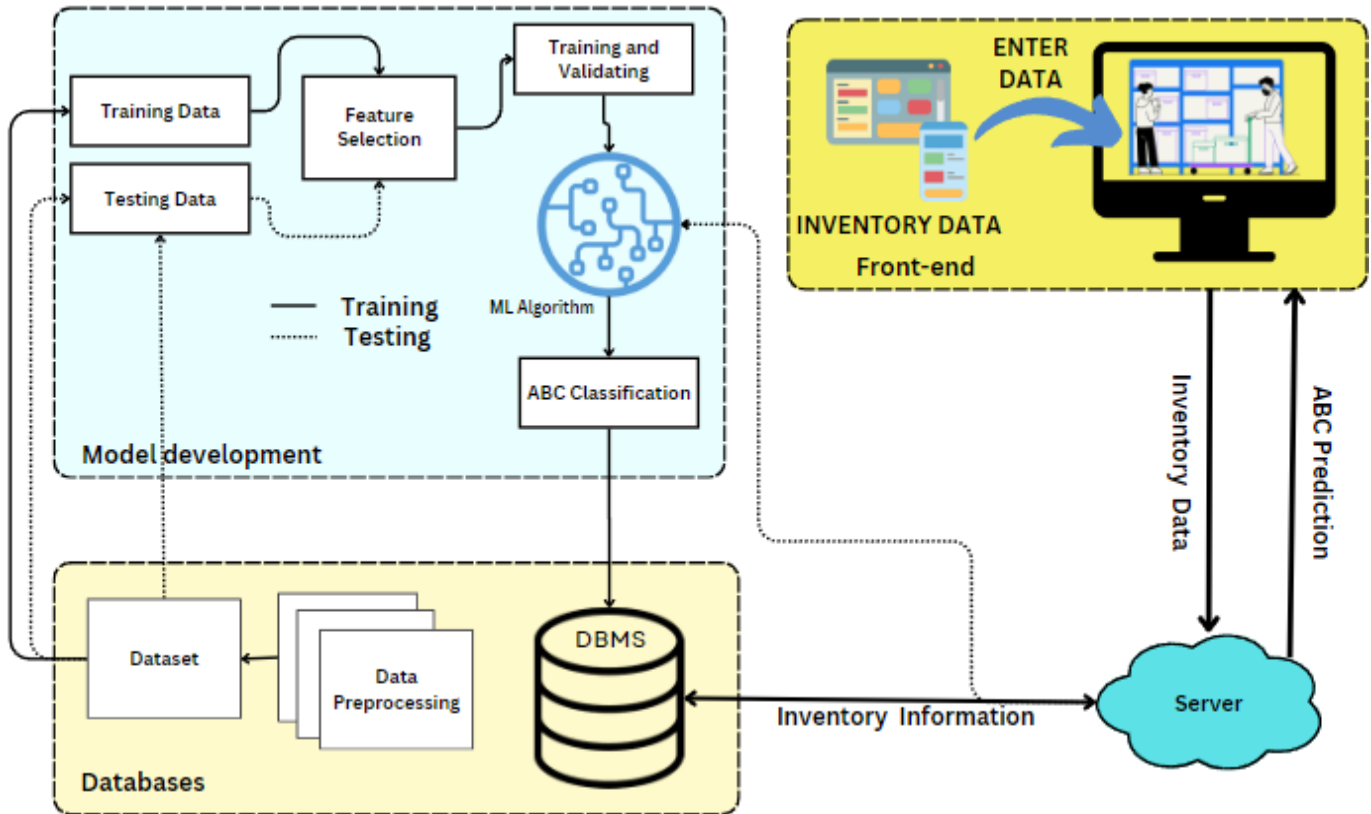 Training Data
Testing Data
Feature
Selection
Training and
Validating
ML Algorithm
Training
Testing
ABC Classification
Model development
ENTER
DATA
INVENTORY DATA
Front-end
Inventory Data
ABC Prediction
Dataset
Data
Preprocessing
DBMS
Databases
Inventory Information
Server